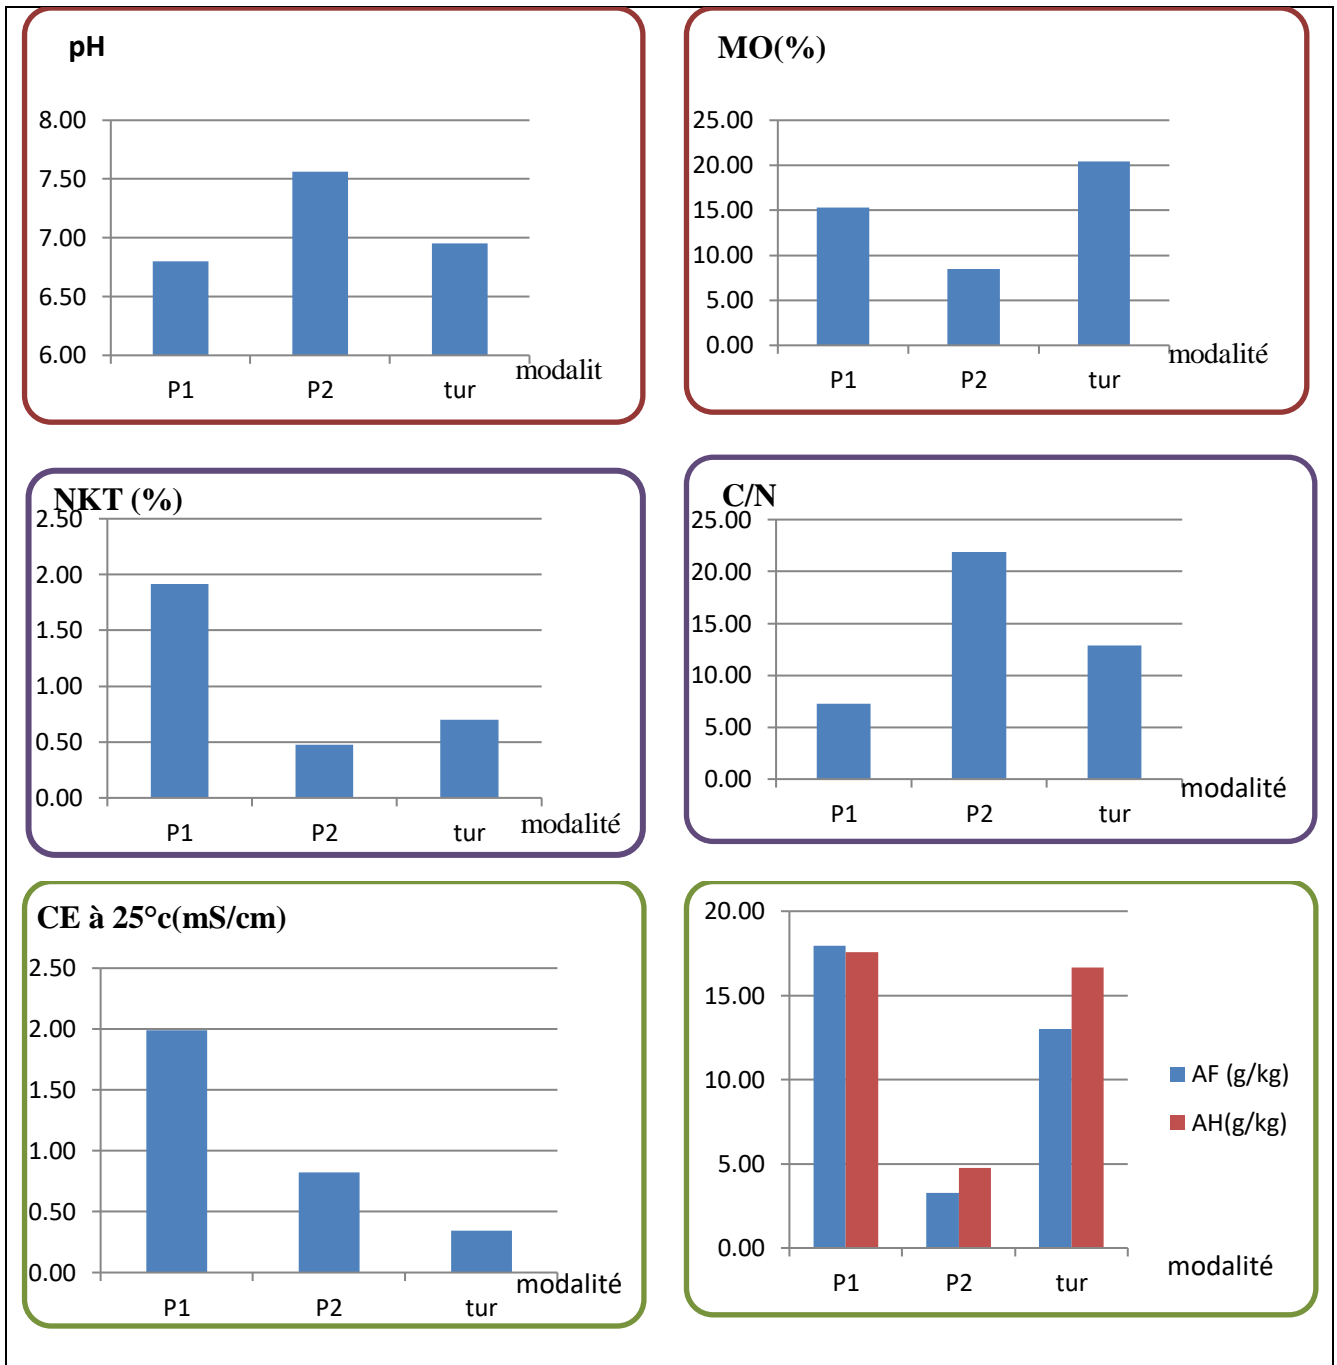 pH
8.00
7.50
7.00
6.50
6.00
P1 P2 tur
modalit
MO(%)
25.00
20.00
15.00
10.00
5.00
0.00
P1 P2 tur
modalité
NKT (%)
2.50
2.00
1.50
1.00
0.50
0.00
P1 P2 tur
modalité
C/N
25.00
20.00
15.00
10.00
5.00
0.00
P1 P2 tur
modalité
CE à 25°c(mS/cm)
2.50
2.00
1.50
1.00
0.50
0.00
P1 P2 tur
modalité
20.00
15.00
10.00
5.00
0.00
P1 P2 tur
AF (g/kg)
AH(g/kg)
modalité